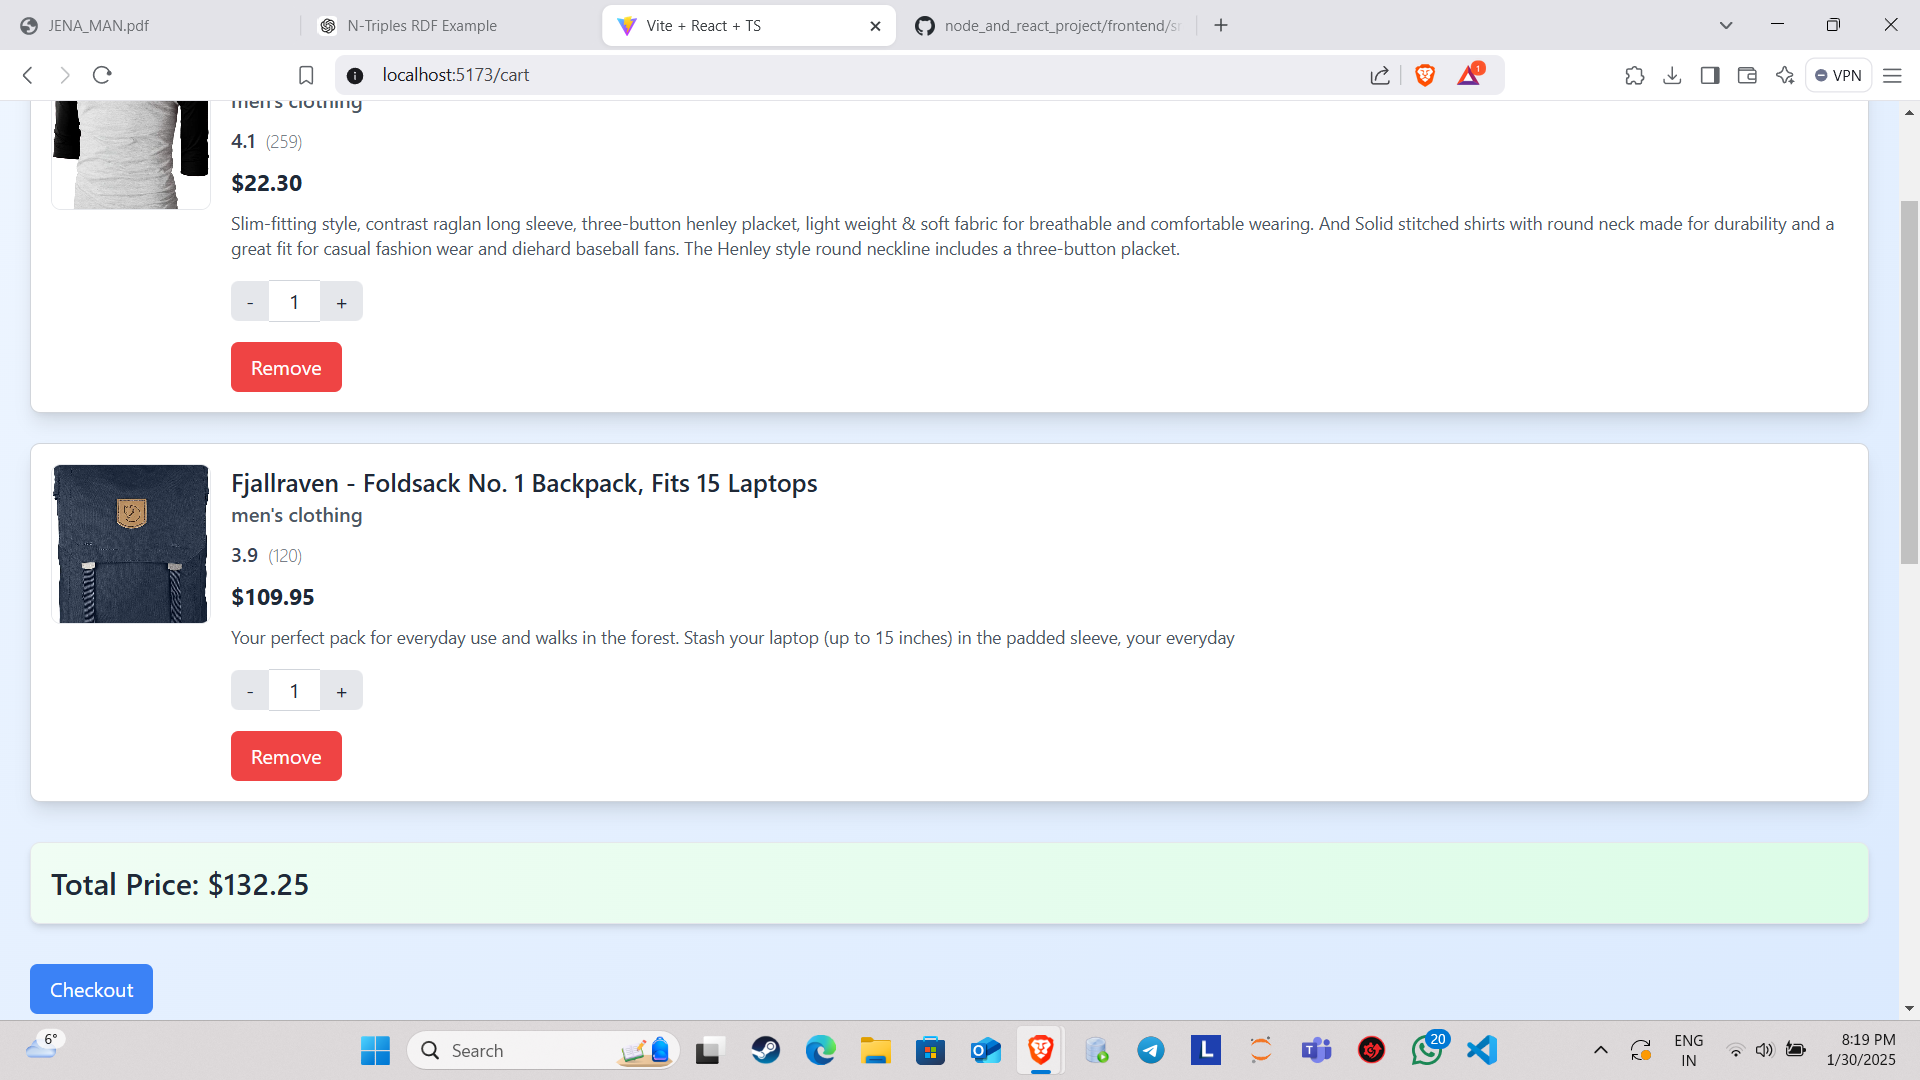 JENA_MAN.pdf
N-Triples RDF Example
Vite + React + TS
node_and_react_project/frontend/sr
localhost:5173/cart
1
VPN
men's clothing
4.1 (259)
$22.30
Slim-fitting style, contrast raglan long sleeve, three-button henley placket, light weight & soft fabric for breathable and comfortable wearing. And Solid stitched shirts with round neck made for durability and a
great fit for casual fashion wear and diehard baseball fans. The Henley style round neckline includes a three-button placket.
- 1 +
Remove
Fjallraven - Foldsack No. 1 Backpack, Fits 15 Laptops
men's clothing
3.9 (120)
$109.95
Your perfect pack for everyday use and walks in the forest. Stash your laptop (up to 15 inches) in the padded sleeve, your everyday
- 1 +
Remove
Total Price: $132.25
Checkout
6°
Search
L
20
ENG
IN
8:19 PM
1/30/2025